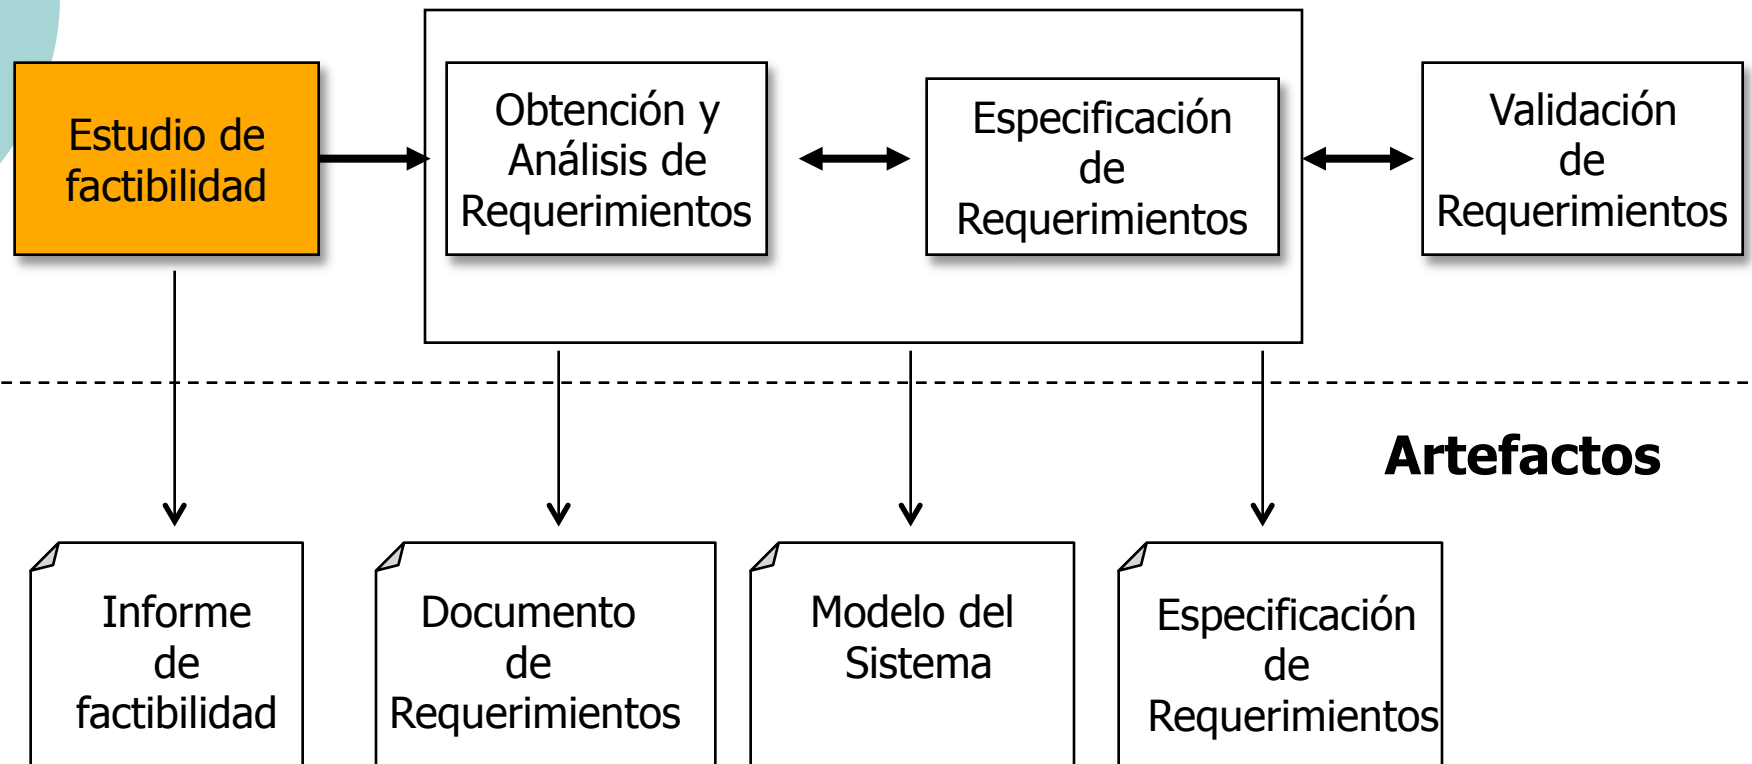 Estudio de
factibilidad
Obtención y
Análisis de
Requerimientos
Especificación
de
Requerimientos
Validación
de
Requerimientos
Artefactos
Informe
de
factibilidad
Documento
de
Requerimientos
Modelo del
Sistema
Especificación
de
Requerimientos